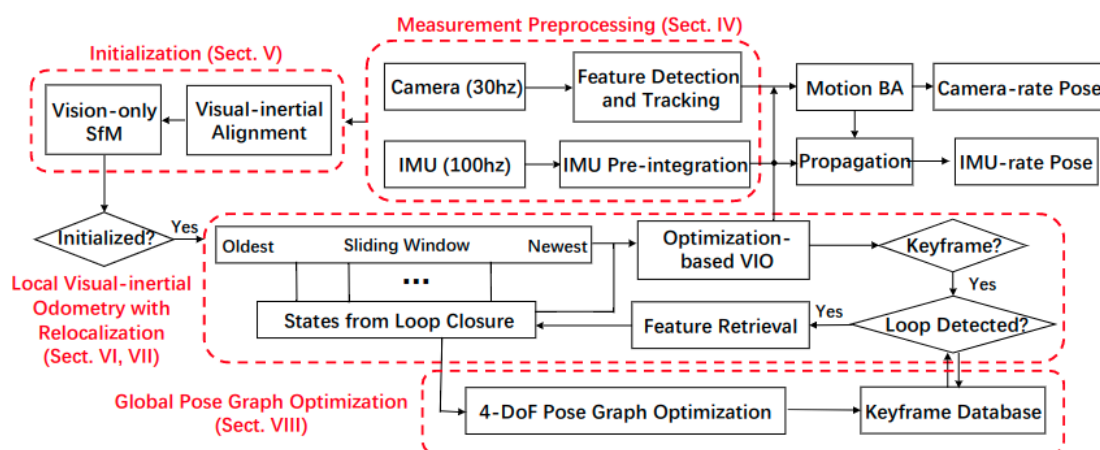 Measurement Preprocessing (Sect. IV)
Initialization (Sect. V)
Vision-only
SfM
Visual-inertial
Alignment
Camera (30hz)
Feature Detection
and Tracking
Motion BA
Camera-rate Pose
IMU (100hz)
IMU Pre-integration
Propagation
IMU-rate Pose
Initialized?
Yes
Oldest
Sliding Window
Newest
Optimization-
based VIO
Keyframe?
Yes
...
States from Loop Closure
Feature Retrieval
Yes
Loop Detected?
Local Visual-inertial
Odometry with
Relocalization
(Sect. VI, VII)
Global Pose Graph Optimization
(Sect. VIII)
4-DoF Pose Graph Optimization
Keyframe Database